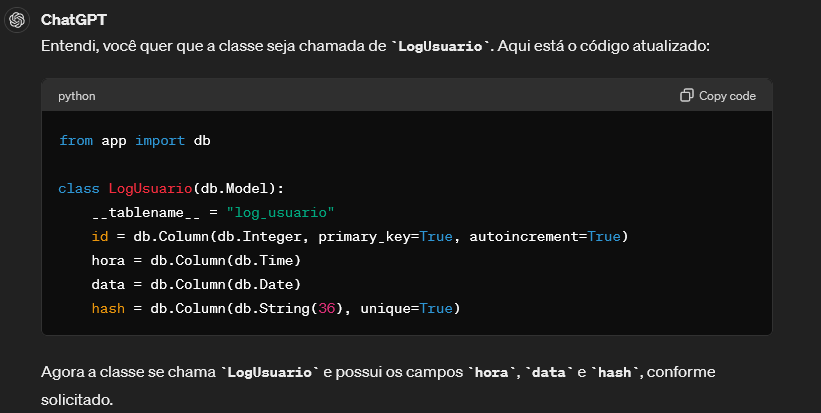 ChatGPT
Entendi, você quer que a classe seja chamada de `LogUsuario`. Aqui está o código atualizado:
python
Copy code
from app import db
class LogUsuario(db.Model):
    __tablename__ = "log_usuario"
    id = db.Column(db.Integer, primary_key=True, autoincrement=True)
    hora = db.Column(db.Time)
    data = db.Column(db.Date)
    hash = db.Column(db.String(36), unique=True)
Agora a classe se chama `LogUsuario` e possui os campos `hora`, `data` e `hash`, conforme
solicitado.